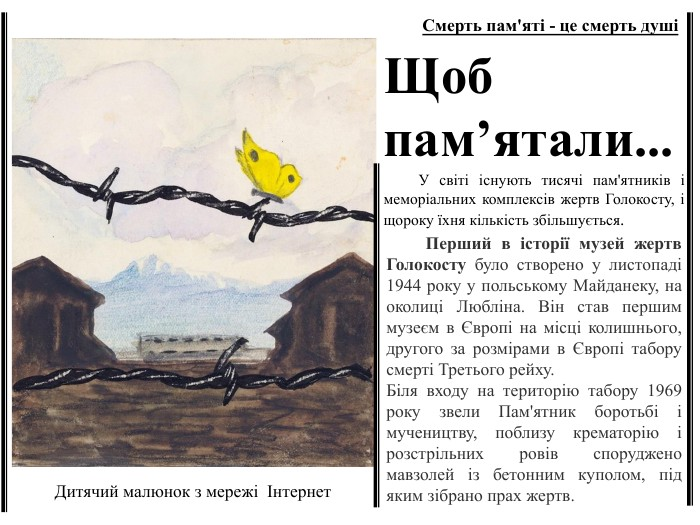 Смерть пам'яті - це смерть душі
Щоб
пам’ятали...
У світі існують тисячі пам'ятників і
меморіальних комплексів жертв Голокосту, і
щороку їхня кількість збільшується.
Перший в історії музей жертв
Голокосту було створено у листопаді
1944 року у польському Майданеку, на
околиці Любліна. Він став першим
музеєм в Європі на місці колишнього,
другого за розмірами в Європі табору
смерті Третього рейху.
Біля входу на територію табору 1969
року звели Пам'ятник боротьбі і
мучеництву, поблизу крематорію і
розстрільних ровів споруджено
мавзолей із бетонним куполом, під
яким зібрано прах жертв.
Дитячий малюнок з мережі Інтернет